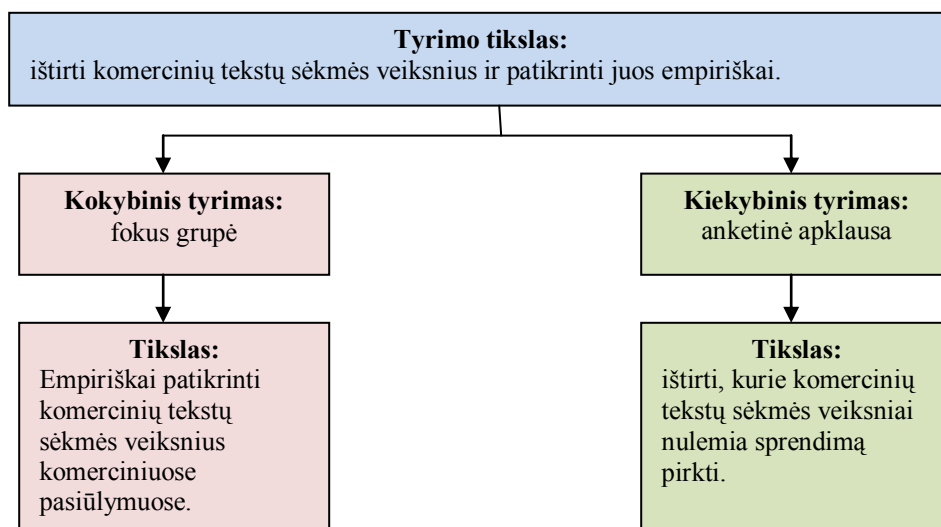 Tyrimo tikslas:
ištirti komercinių tekstų sėkmės veiksnius ir patikrinti juos empiriškai.
Kokybinis tyrimas:
fokus grupė
Kiekybinis tyrimas:
anketinė apklausa
Tikslas:
Empiriškai patikrinti
komercinių tekstų
sėkmės veiksnius
komerciniuose
pasiūlymuose.
Tikslas:
ištirti, kurie komercinių
tekstų sėkmės veiksniai
nulemia sprendimą
pirkti.